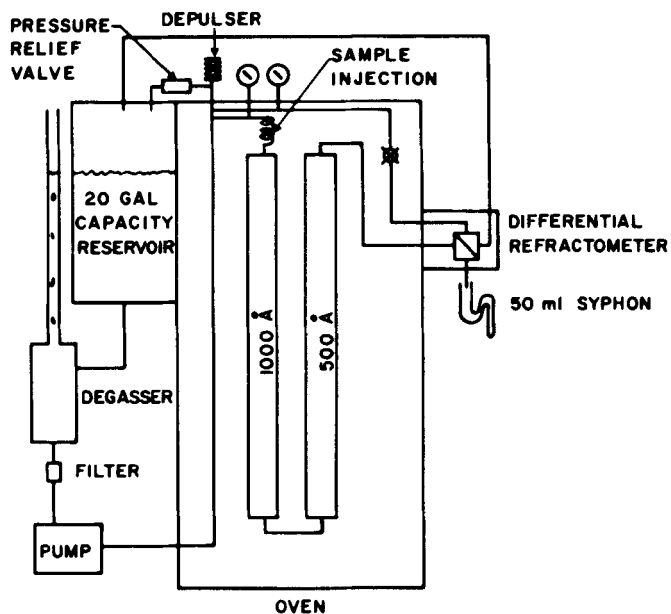 PRESSURE-
RELIEF
VALVE
DEPULSER
SAMPLE
INJECTION
20 GAL
CAPACITY
RESERVOIR
1000 Å
500 Å
DIFFERENTIAL
REFRACTOMETER
50 ml SYPHON
DEGASSER
FILTER
PUMP
OVEN